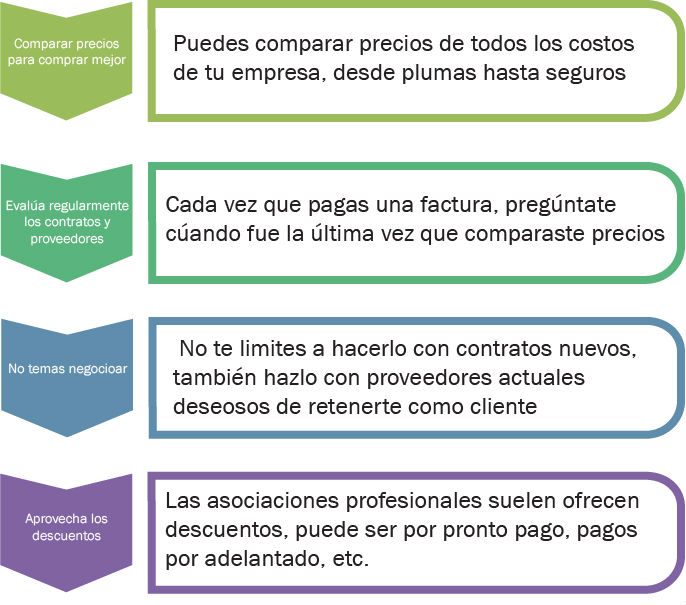 Comparar precios
para comprar mejor
Puedes comparar precios de todos los costos
de tu empresa, desde plumas hasta seguros
Evalúa regularmente
los contratos y
proveedores
Cada vez que pagas una factura, pregúntate
cúando fue la última vez que comparaste precios
No temas negocioar
No te limites a hacerlo con contratos nuevos,
también hazlo con proveedores actuales
deseosos de retenerte como cliente
Aprovecha los
descuentos
Las asociaciones profesionales suelen ofrecen
descuentos, puede ser por pronto pago, pagos
por adelantado, etc.